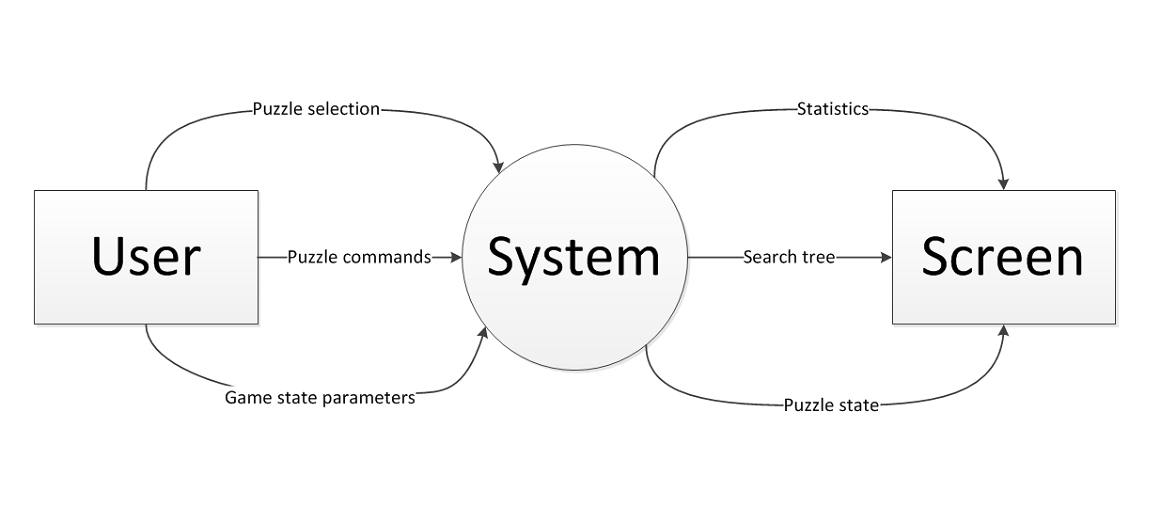 Puzzle selection
Statistics
User
Puzzle commands
System
Search tree
Screen
Game state parameters
Puzzle state